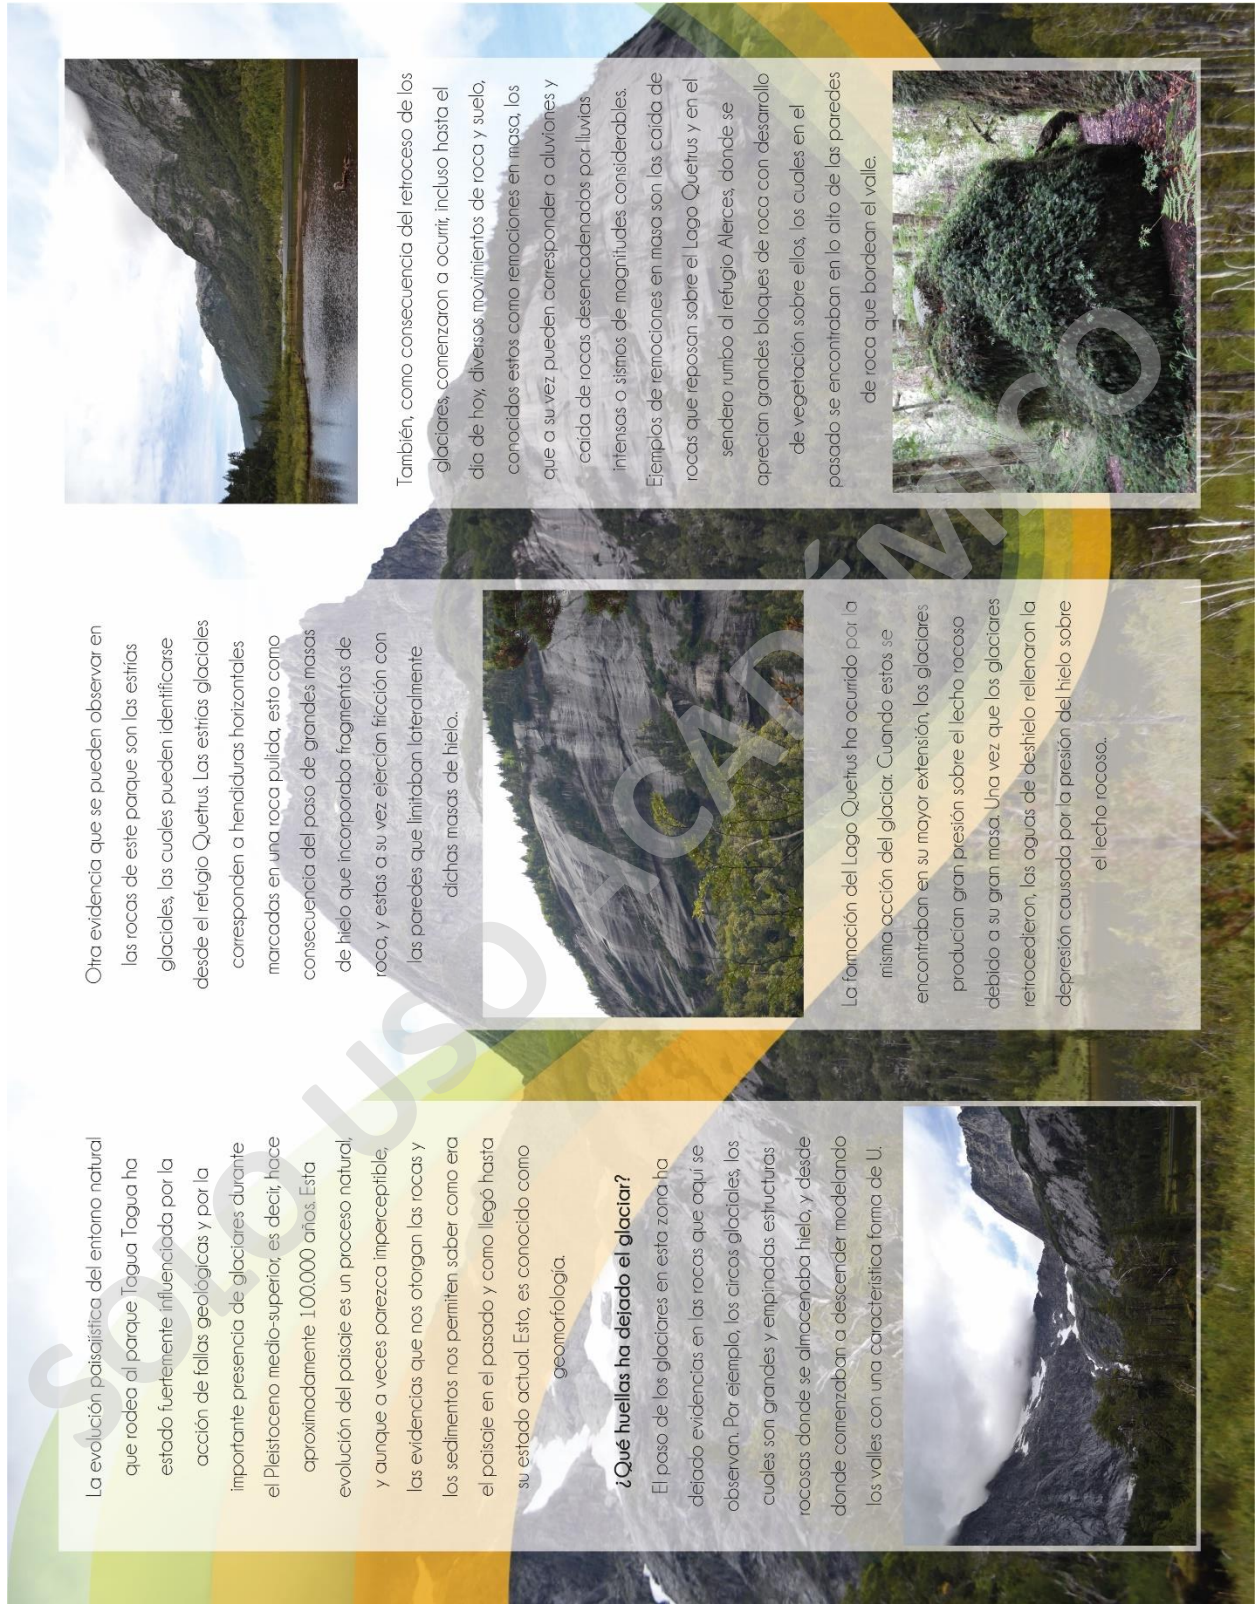 La evolución paisajística del entorno natural
que rodea al parque Tagua Tagua ha
estado fuertemente influenciada por la
acción de fallas geológicas y por la
importante presencia de glaciares durante
el Pleistoceno medio-superior, es decir, hace
aproximadamente 100.000 años. Esta
evolución del paisaje es un proceso natural,
y aunque a veces parezca imperceptible,
las evidencias que nos otorgan las rocas y
los sedimentos nos permiten saber como era
el paisaje en el pasado y como llegó hasta
su estado actual. Esto, es conocido como
geomorfología.
¿Qué huellas ha dejado el glaciar?
El paso de los glaciares en esta zona ha
dejado evidencias en las rocas que aquí se
observan. Por ejemplo, los circos glaciales, los
cuales son grandes y empinadas estructuras
rocosas donde se almacenaba hielo, y desde
donde comenzaban a descender modelando
los valles con una característica forma de U.
Otra evidencia que se pueden observar en
las rocas de este parque son las estrías
glaciales, las cuales pueden identificarse
desde el refugio Quetrus. Las estrías glaciales
corresponden a hendiduras horizontales
marcadas en una roca pulida, esto como
consecuencia del paso de grandes masas
de hielo que incorporaba fragmentos de
roca, y estas a su vez ejercían fricción con
las paredes que limitaban lateralmente
dichas masas de hielo..
La formación del Lago Quetrus ha ocurrido por la
misma acción del glaciar. Cuando estos se
encontraban en su mayor extensión, los glaciares
producían gran presión sobre el lecho rocoso
debido a su gran masa. Una vez que los glaciares
retrocedieron, las aguas de deshielo rellenaron la
depresión causada por la presión del hielo sobre
el lecho rocoso..
También, como consecuencia del retroceso de los
glaciares, comenzaron a ocurrir, incluso hasta el
día de hoy, diversos movimientos de roca y suelo,
conocidos estos como remociones en masa, los
que a su vez pueden corresponder a aluviones y
caída de rocas desencadenados por lluvias
intensas o sismos de magnitudes considerables.
Ejemplos de remociones en masa son las caída de
rocas que reposan sobre el Lago Quetrus y en el
sendero rumbo al refugio Alerces, donde se
aprecian grandes bloques de roca con desarrollo
de vegetación sobre ellos, los cuales en el
pasado se encontraban en lo alto de las paredes
de roca que bordean el valle.
SOLO USO ACADÉMICO